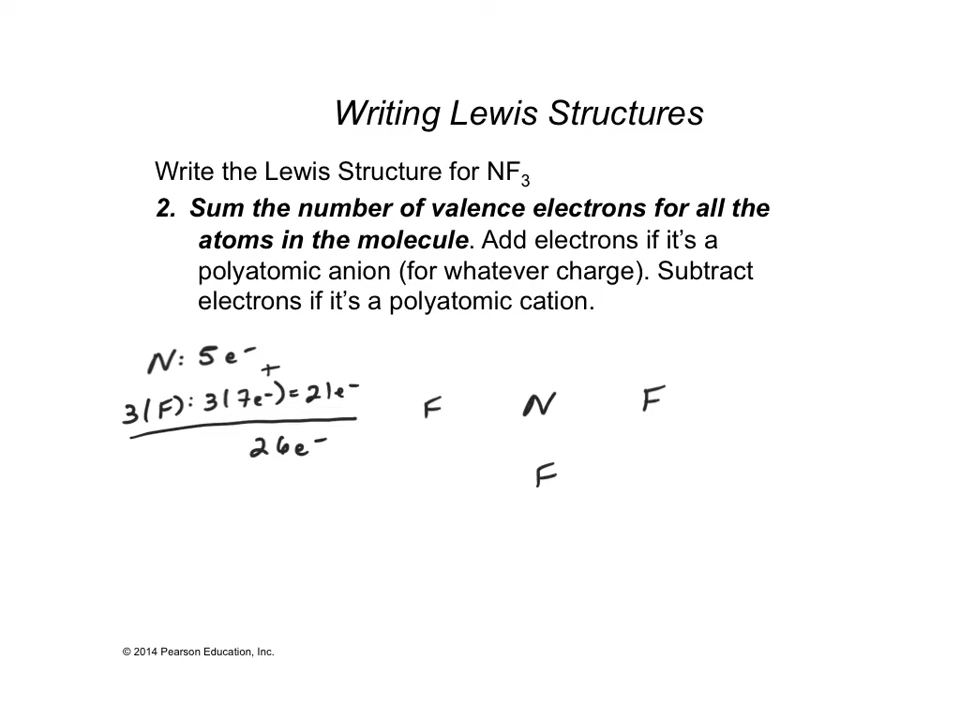 Writing Lewis Structures
Write the Lewis Structure for NF₃
2. Sum the number of valence electrons for all the
atoms in the molecule. Add electrons if it's a
polyatomic anion (for whatever charge). Subtract
electrons if it's a polyatomic cation.
N: 5e⁻ +
3(F): 3(7e⁻) = 21e⁻
26e⁻
F N F
F
© 2014 Pearson Education, Inc.